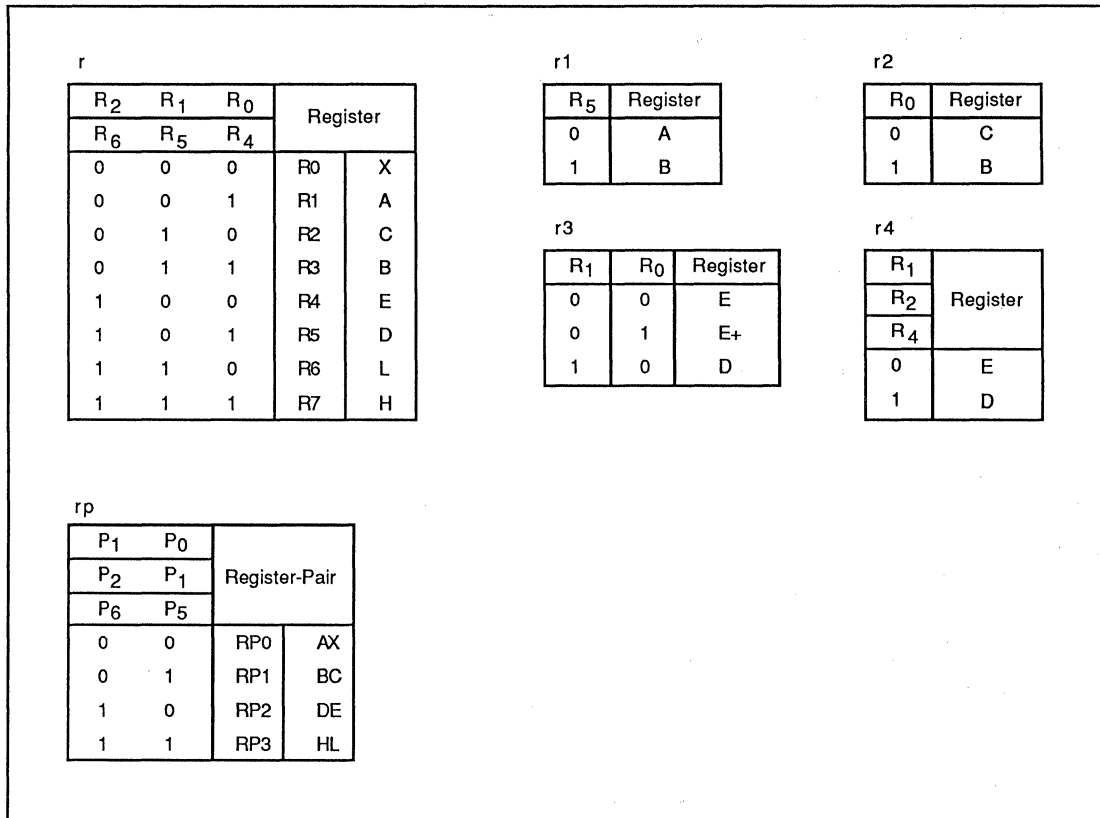 r
R2 R1 R0 Register
R6 R5 R4
0 0 0 R0 X
0 0 1 R1 A
0 1 0 R2 C
0 1 1 R3 B
1 0 0 R4 E
1 0 1 R5 D
1 1 0 R6 L
1 1 1 R7 H
r1
R5 Register
0 A
1 B
r2
R0 Register
0 C
1 B
r3
R1 R0 Register
0 0 E
0 1 E+
1 0 D
r4
R1
R2 Register
R4
0 E
1 D
rp
P1 P0
P2 P1 Register-Pair
P6 P5
0 0 RP0 AX
0 1 RP1 BC
1 0 RP2 DE
1 1 RP3 HL